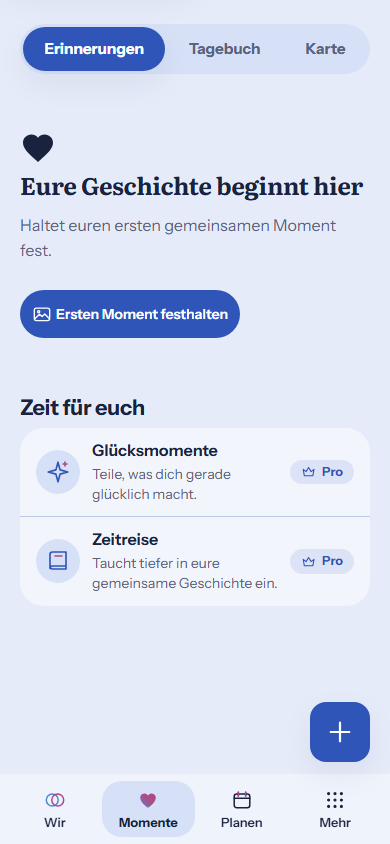 Erinnerungen
Tagebuch
Karte
Eure Geschichte beginnt hier
Haltet euren ersten gemeinsamen Moment
fest.
Ersten Moment festhalten
Zeit für euch
Glücksmomente
Teile, was dich gerade
glücklich macht.
Pro
Zeitreise
Taucht tiefer in eure
gemeinsame Geschichte ein.
Pro
Wir
Momente
Planen
Mehr